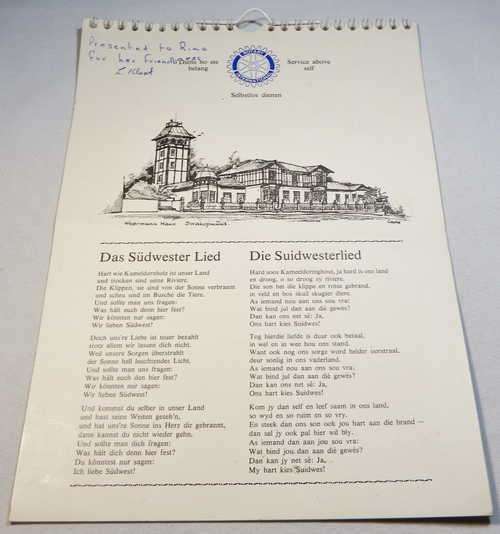 Presented to Rina
for her friendliness
Diens bo eie
belang
ROTARY
INTERNATIONAL
Service above
self
Selbstlos dienen
Woermann Haus Swakopmund
Das Südwester Lied
Hart wie Kameldornholz ist unser Land
und trocken sind seine Riviere.
Die Klippen, sie sind von der Sonne verbrannt
und scheu sind im Busche die Tiere.
Und sollte man uns fragen:
Was hält euch denn hier fest?
Wir könnten nur sagen:
Wir lieben Südwest!
Doch uns're Liebe ist teuer bezahlt
trotz allem wir lassen dich nicht.
Weil unsere Sorgen überstrahlt
der Sonne hell leuchtendes Licht.
Und sollte man uns fragen:
Was hält euch denn hier fest?
Wir könnten nur sagen:
Wir lieben Südwest!
Und kommst du selber in unser Land
und hast seine Weiten geseh'n,
und hat uns're Sonne ins Herz dir gebrannt,
dann kannst du nicht wieder gehn.
Und sollte man dich fragen:
Was hält dich denn hier fest?
Du könntest nur sagen:
Ich liebe Südwest!
Die Suidwesterlied
Hard soos Kameeldoringhout, ja hard is ons land
en droog, o so droog sy riviere.
Die son het die klippe en rotse gebrand,
in veld en bos skuil skugter diere.
As iemand nou aan ons sou vra:
Wat bind jul dan aan dié gewes?
Dan kan ons net sê: Ja,
Ons hart kies Suidwes!
Tog hierdie liefde is duur ook betaal,
in wel en in wee hou ons stand.
Want ook nog ons sorge word helder oorstraal,
deur sonlig in ons vaderland.
As iemand nou aan ons sou vra:
Wat bind jul dan aan dié gewes?
Dan kan ons net sê: Ja,
Ons hart kies Suidwes!
Kom jy dan self en leef saam in ons land,
so wyd en so ruim en so vry.
En steek dan ons son ook jou hart aan die brand —
dan sal jy ook pal hier wil bly.
As iemand dan aan jou sou vra:
Wat bind jou dan aan dié gewes?
Dan kan jy net sê: Ja,
My hart kies Suidwes!